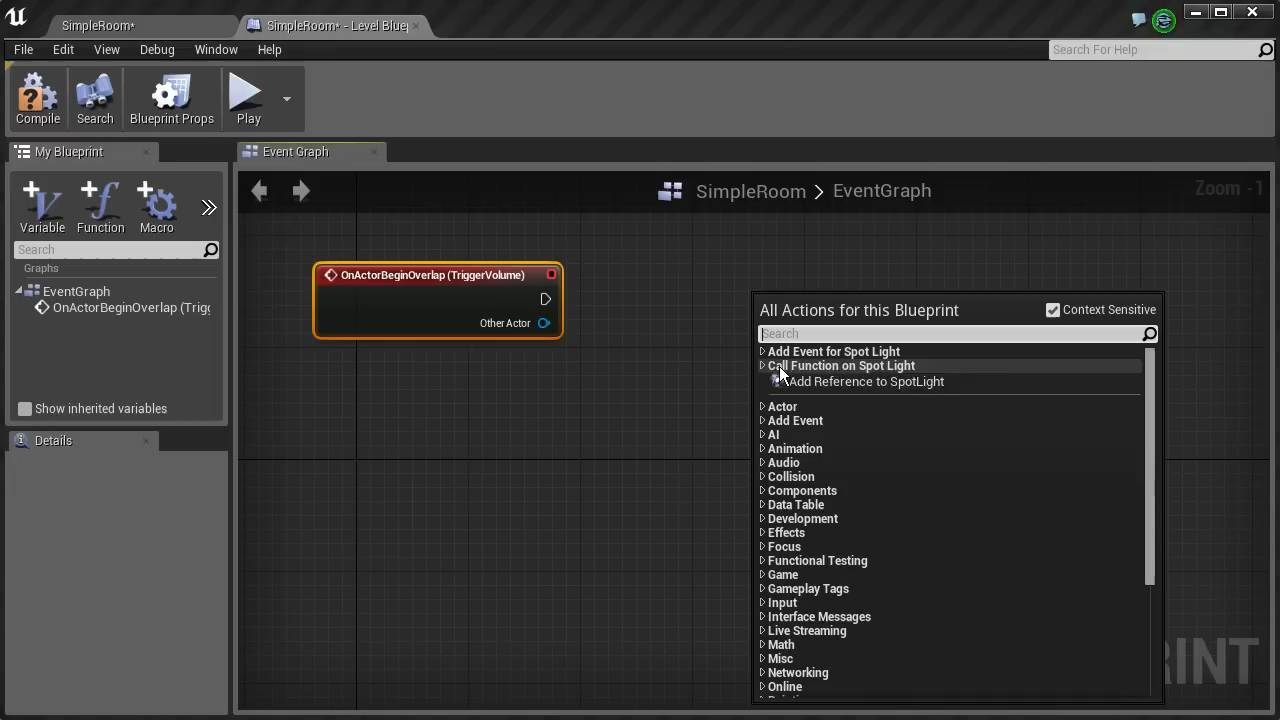 SimpleRoom*
SimpleRoom* - Level Bluep
File Edit View Debug Window Help
Search For Help
Compile Search Blueprint Props Play
My Blueprint
Event Graph
Variable Function Macro
Search
Graphs
EventGraph
OnActorBeginOverlap (Trigg
Show inherited variables
Details
SimpleRoom > EventGraph
Zoom -1
OnActorBeginOverlap (TriggerVolume)
Other Actor
All Actions for this Blueprint
Context Sensitive
Search
Add Event for Spot Light
Call Function on Spot Light
Add Reference to SpotLight
Actor
Add Event
AI
Animation
Audio
Collision
Components
Data Table
Development
Effects
Focus
Functional Testing
Game
Gameplay Tags
Input
Interface Messages
Live Streaming
Math
Misc
Networking
Online
RINT